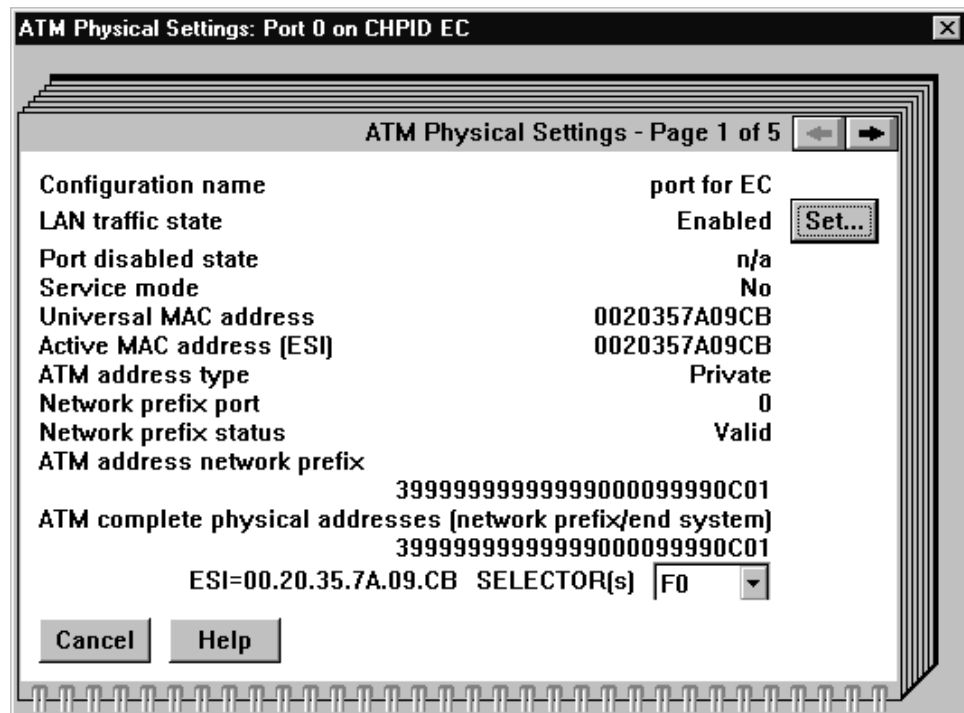 ATM Physical Settings: Port 0 on CHPID EC
ATM Physical Settings - Page 1 of 5
Configuration name port for EC
LAN traffic state Enabled Set...
Port disabled state n/a
Service mode No
Universal MAC address 0020357A09CB
Active MAC address (ESI) 0020357A09CB
ATM address type Private
Network prefix port 0
Network prefix status Valid
ATM address network prefix
39999999999999000099990C01
ATM complete physical addresses (network prefix/end system)
39999999999999000099990C01
ESI=00.20.35.7A.09.CB SELECTOR(s) F0
Cancel Help